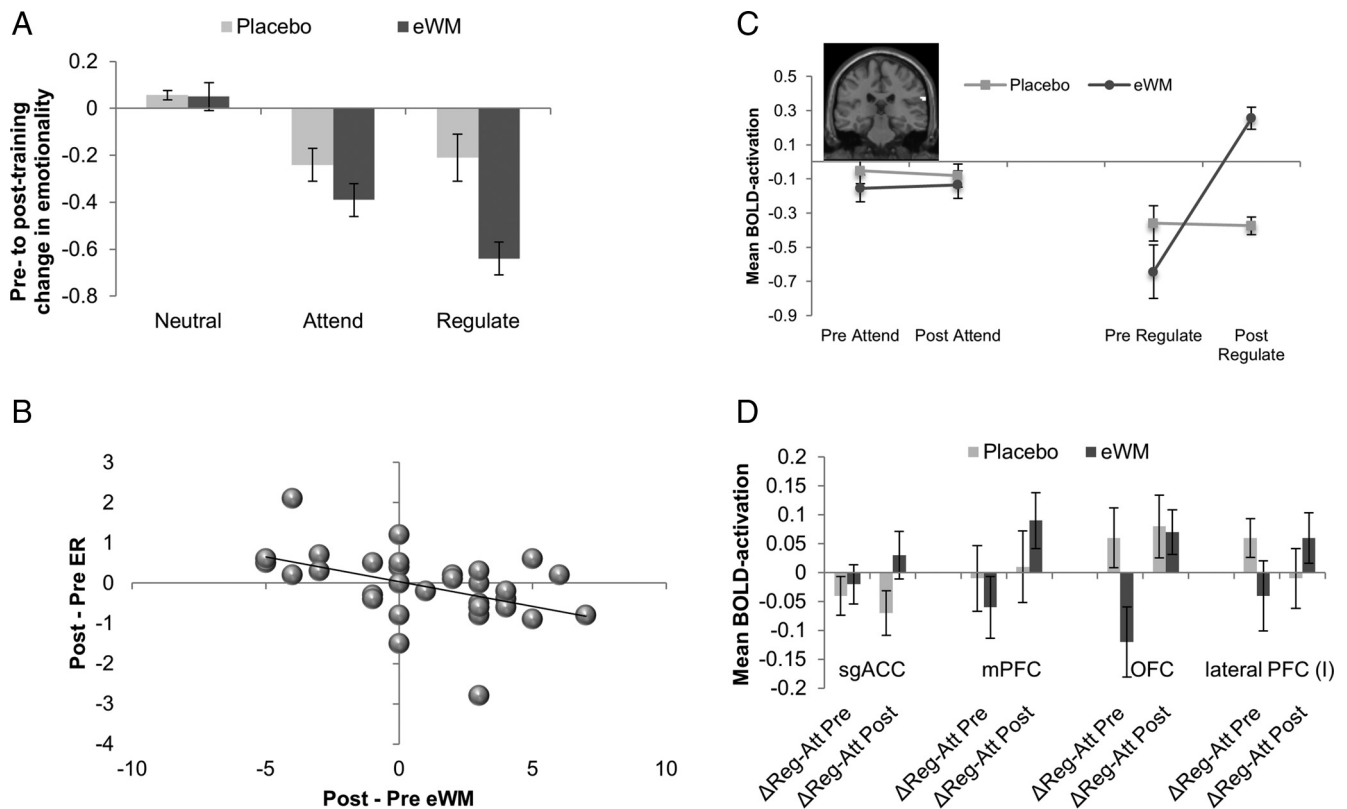 A
Placebo
eWM
Pre- to post-training
change in emotionality
0.2
0
-0.2
-0.4
-0.6
-0.8
Neutral
Attend
Regulate
B
Post - Pre ER
3
2
1
0
-1
-2
-3
-4
-10
-5
0
5
10
Post - Pre eWM
C
Placebo
eWM
Mean BOLD-activation
0.5
0.3
0.1
-0.1
-0.3
-0.5
-0.7
-0.9
Pre Attend
Post Attend
Pre Regulate
Post
Regulate
D
Placebo
eWM
Mean BOLD-activation
0.2
0.15
0.1
0.05
0
-0.05
-0.1
-0.15
-0.2
sgACC
mPFC
OFC
lateral PFC (l)
ΔReg-Att Pre
ΔReg-Att Post
ΔReg-Att Pre
ΔReg-Att Post
ΔReg-Att Pre
ΔReg-Att Post
ΔReg-Att Pre
ΔReg-Att Post